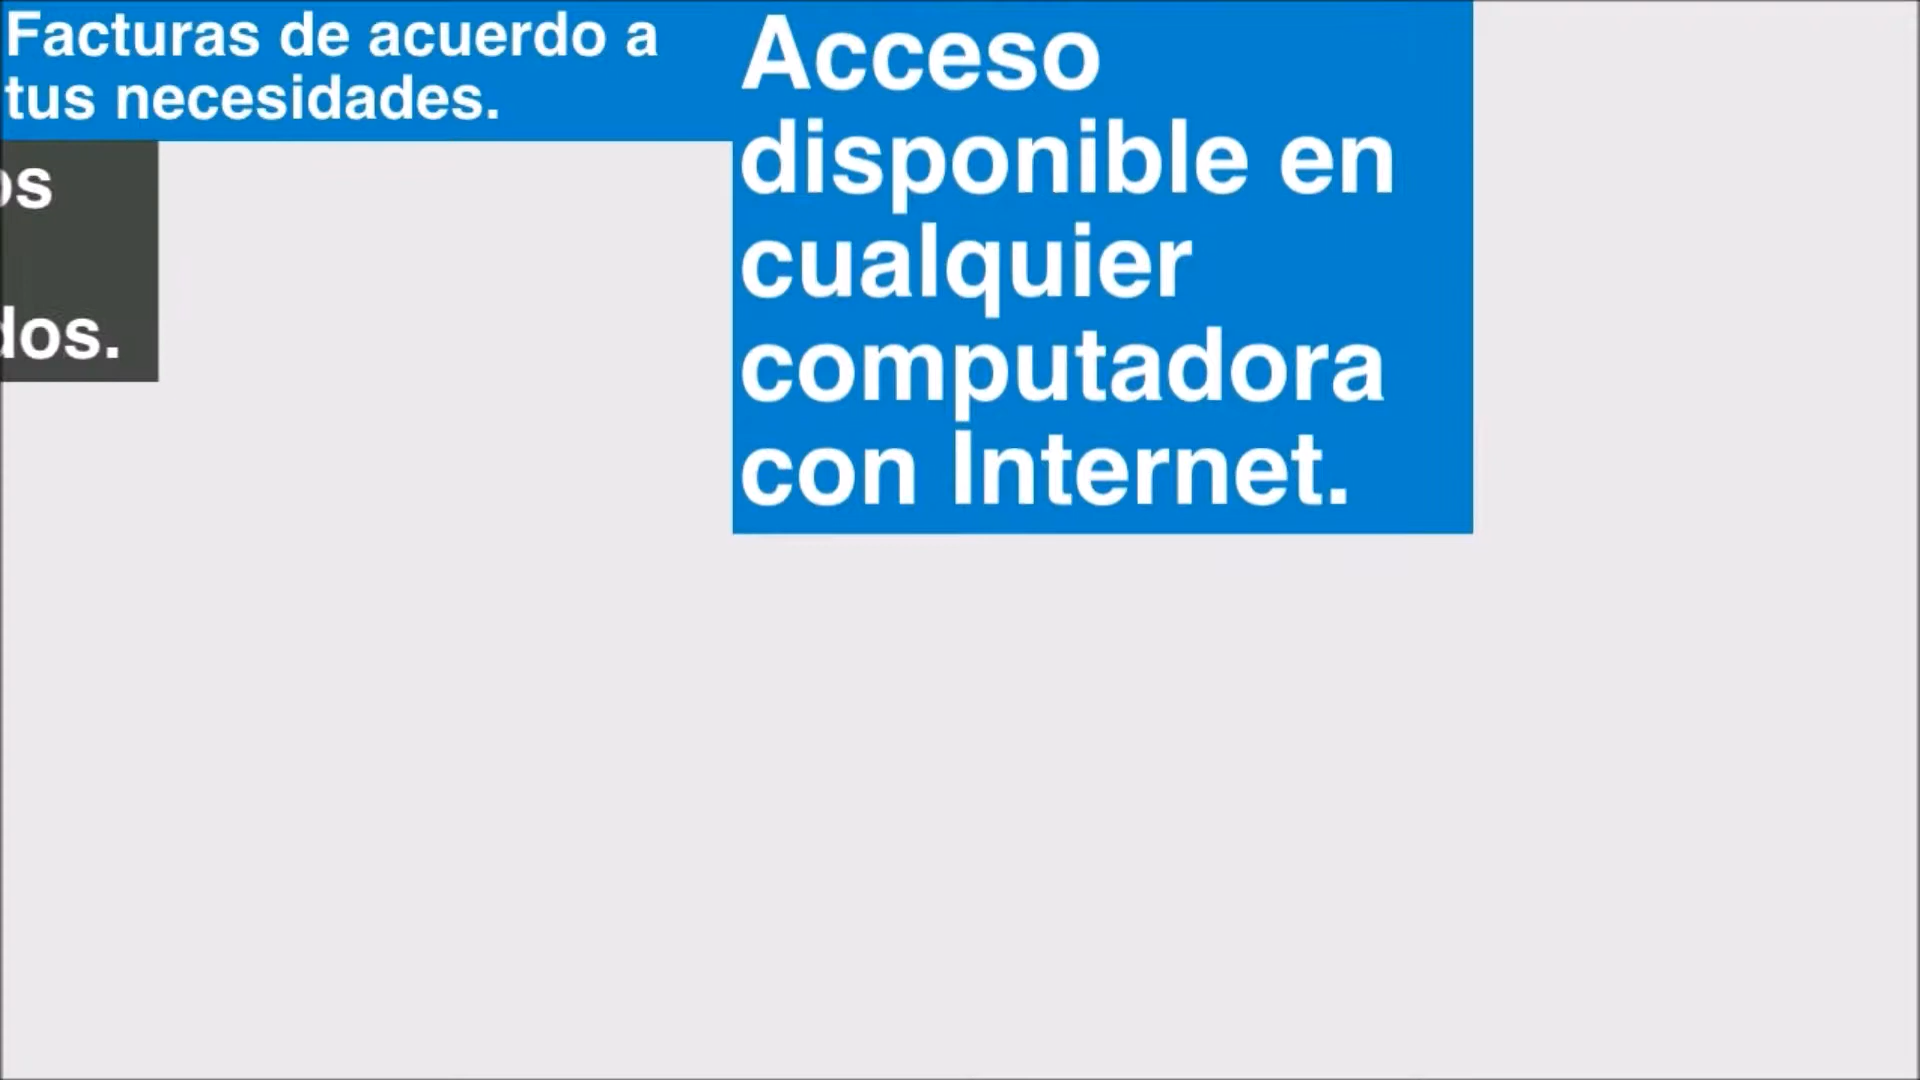 Facturas de acuerdo a
tus necesidades.
Acceso
disponible en
cualquier
computadora
con Internet.